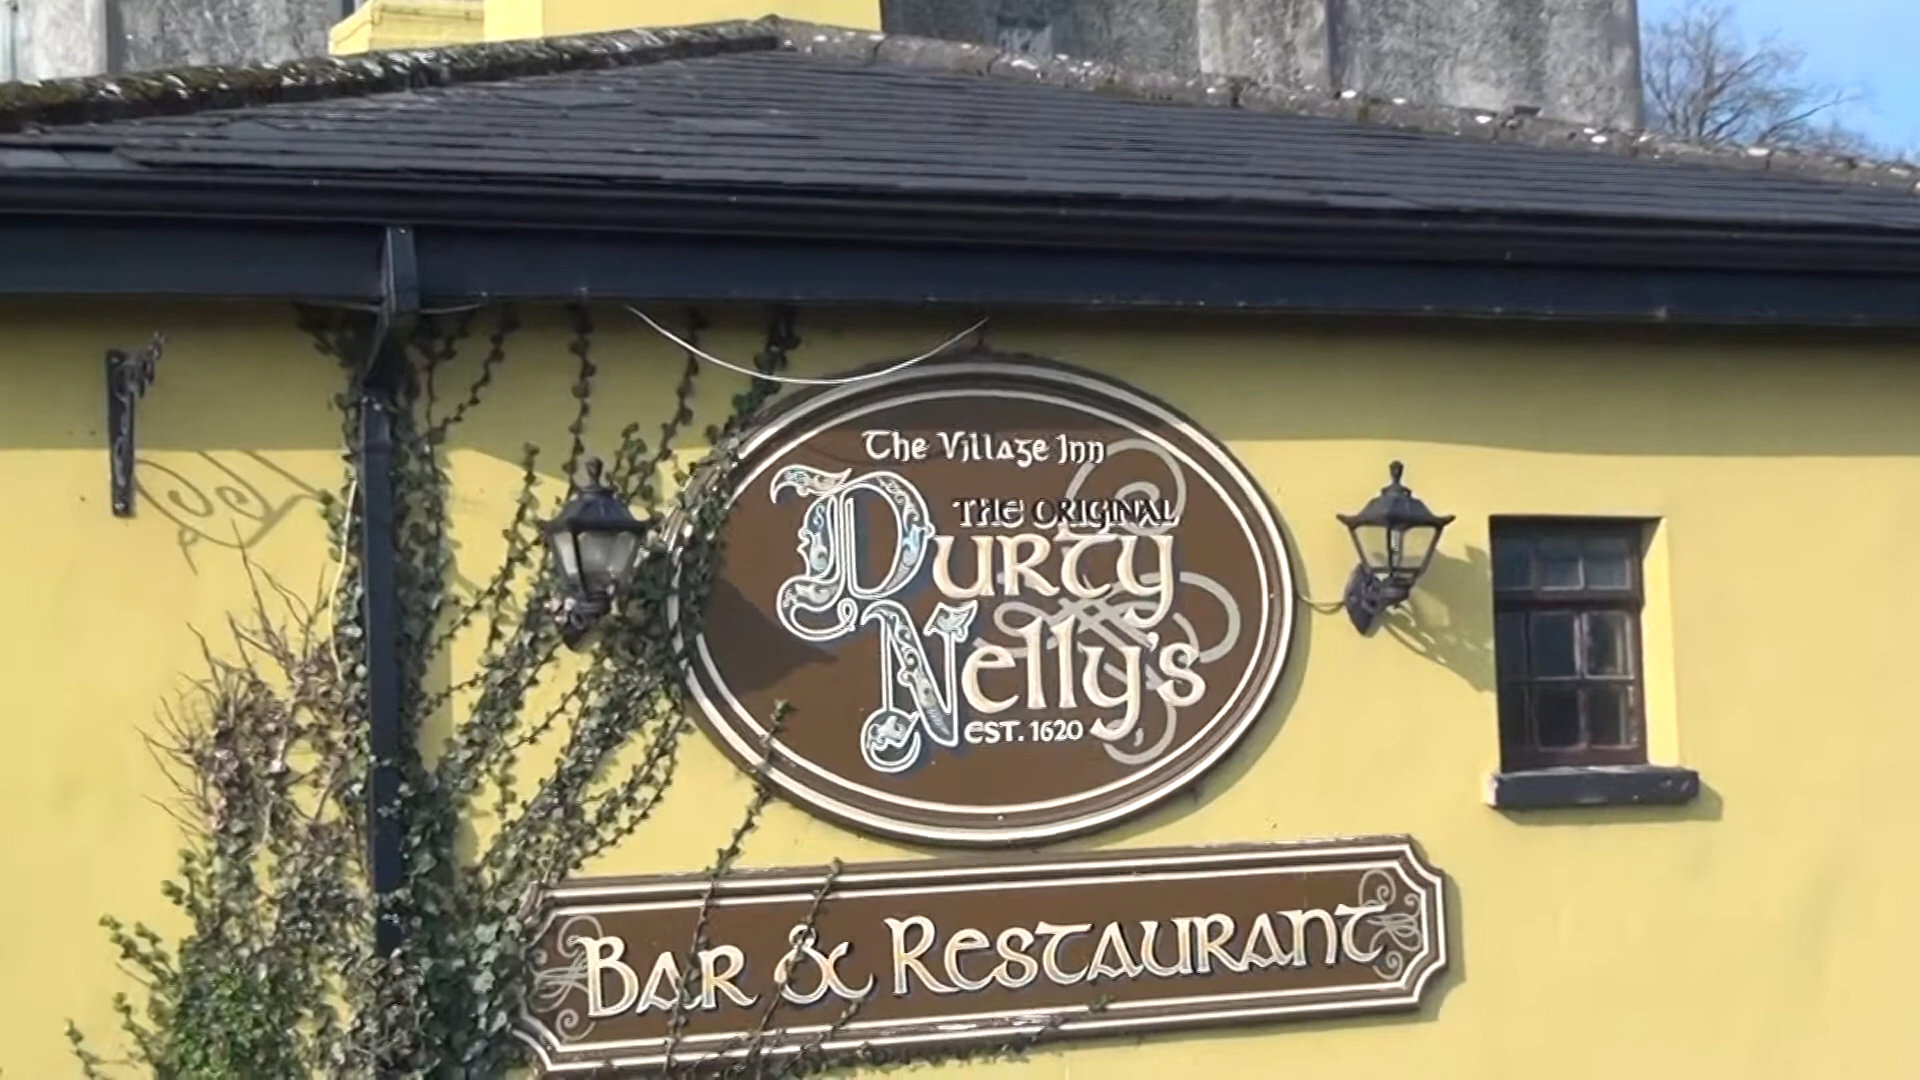 The Village Inn
THE ORIGINAL
Durty
Nelly's
EST. 1620
Bar & Restaurant